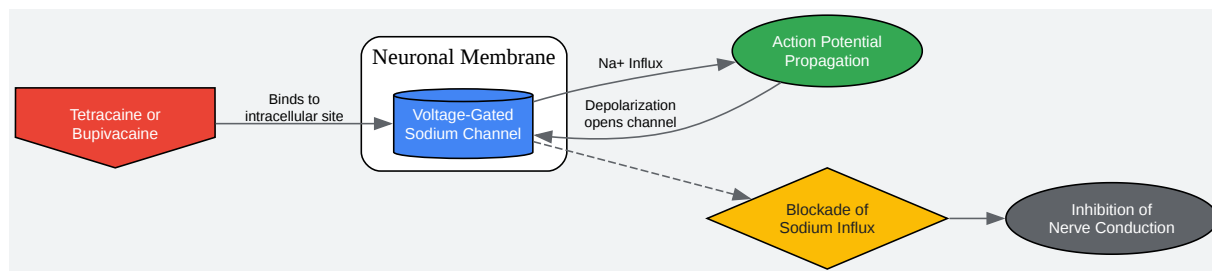 Tetracaine or
Bupivacaine
Binds to
intracellular site
Neuronal Membrane
Voltage-Gated
Sodium Channel
Na+ Influx
Depolarization
opens channel
Action Potential
Propagation
Blockade of
Sodium Influx
Inhibition of
Nerve Conduction